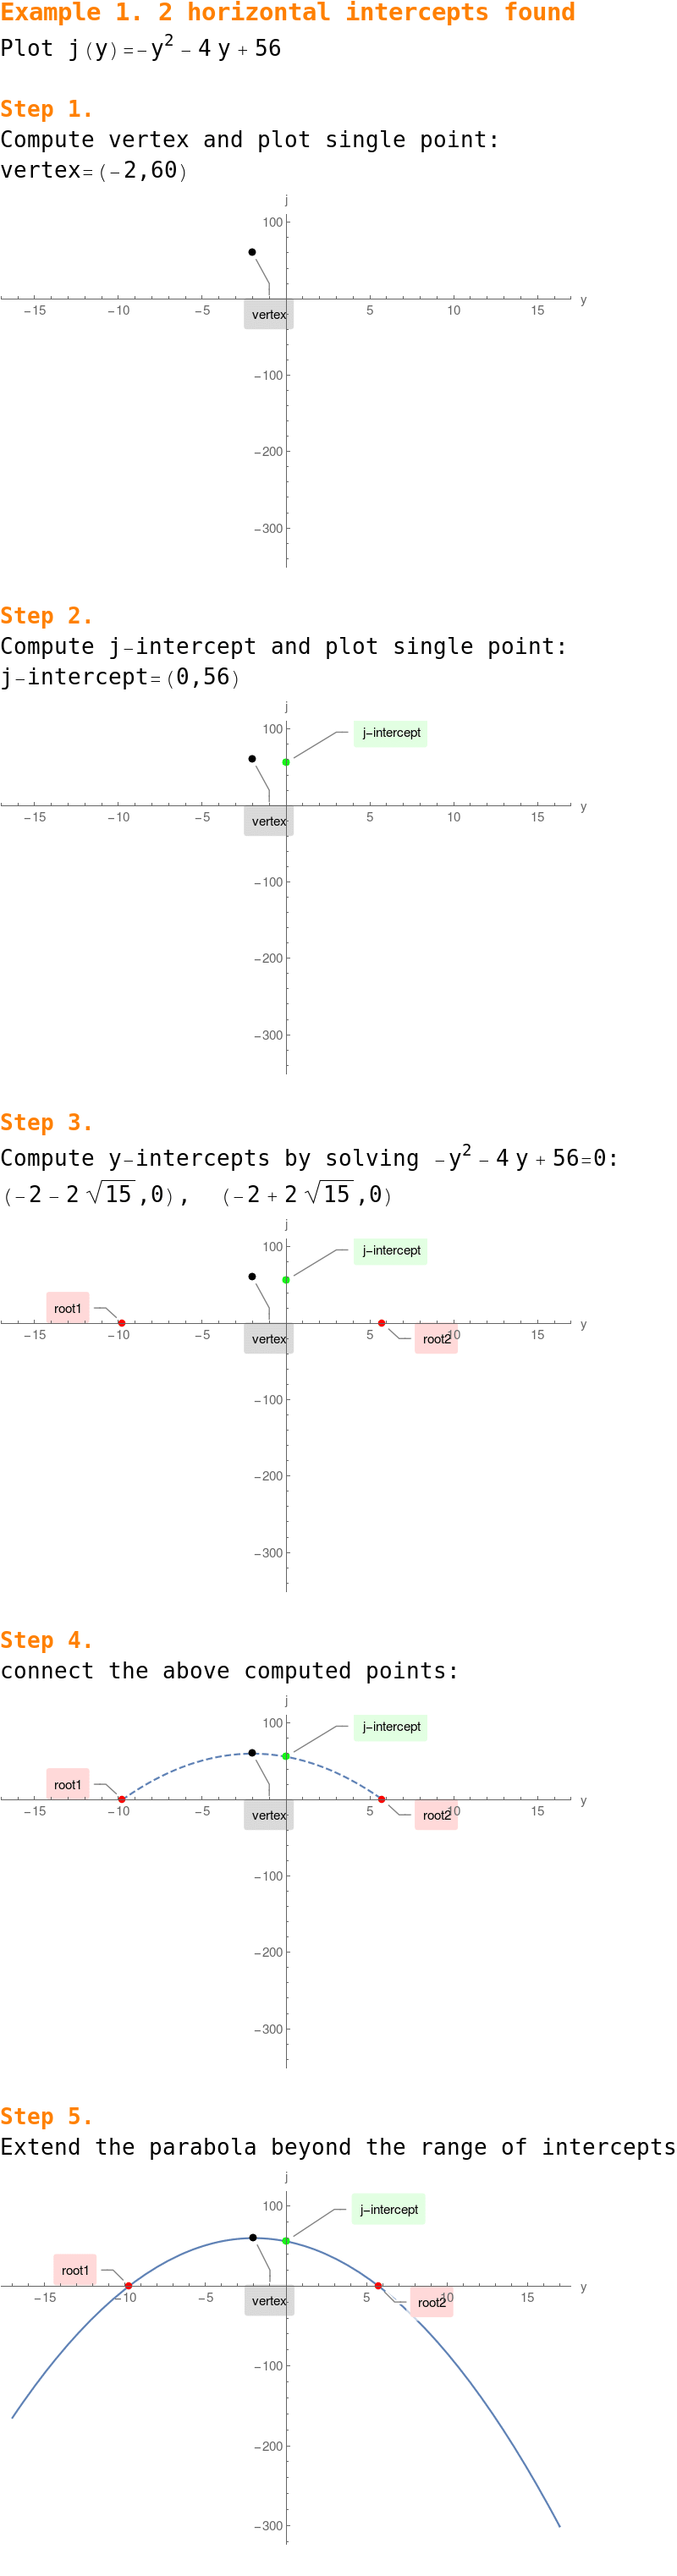 Example 1. 2 horizontal intercepts found
Plot j(y)=-y² - 4 y + 56
Step 1.
Compute vertex and plot single point:
vertex=(-2,60)
j
100
-15 -10 -5 5 10 15 y
vertex
-100
-200
-300
Step 2.
Compute j-intercept and plot single point:
j-intercept=(0,56)
j
100 j-intercept
-15 -10 -5 5 10 15 y
vertex
-100
-200
-300
Step 3.
Compute y-intercepts by solving -y² - 4 y + 56=0:
(-2 - 2 √15,0), (-2 + 2 √15,0)
j
100 j-intercept
root1
-15 -10 -5 5 10 15 y
vertex root2
-100
-200
-300
Step 4.
connect the above computed points:
j
100 j-intercept
root1
-15 -10 -5 5 10 15 y
vertex root2
-100
-200
-300
Step 5.
Extend the parabola beyond the range of intercepts
j
100 j-intercept
root1
-15 -10 -5 5 10 15 y
vertex root2
-100
-200
-300